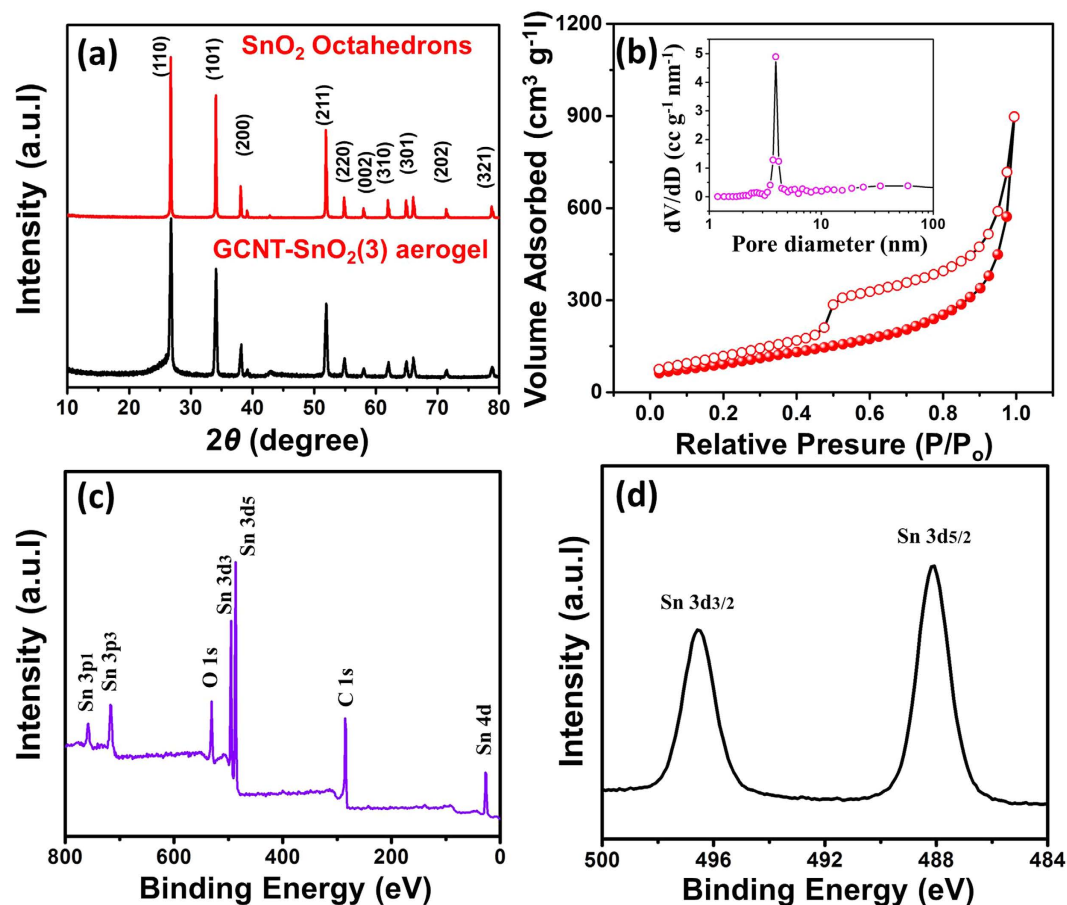 (a)
SnO2 Octahedrons
(110)
(101)
(200)
(211)
(220)
(002)
(310)
(301)
(202)
(321)
GCNT-SnO2(3) aerogel
Intensity (a.u.I)
10 20 30 40 50 60 70 80
2θ (degree)
(b)
Volume Adsorbed (cm3 g-1)
1200
900
600
300
0
0.0 0.2 0.4 0.6 0.8 1.0
Relative Presure (P/Po)
dV/dD (cc g-1 nm-1)
5
4
3
2
1
0
1 10 100
Pore diameter (nm)
(c)
Intensity (a.u.I)
Sn 3p1
Sn 3p3
O 1s
Sn 3d3
Sn 3d5
C 1s
Sn 4d
800 600 400 200 0
Binding Energy (eV)
(d)
Intensity (a.u.I)
Sn 3d3/2
Sn 3d5/2
500 496 492 488 484
Binding Energy (eV)